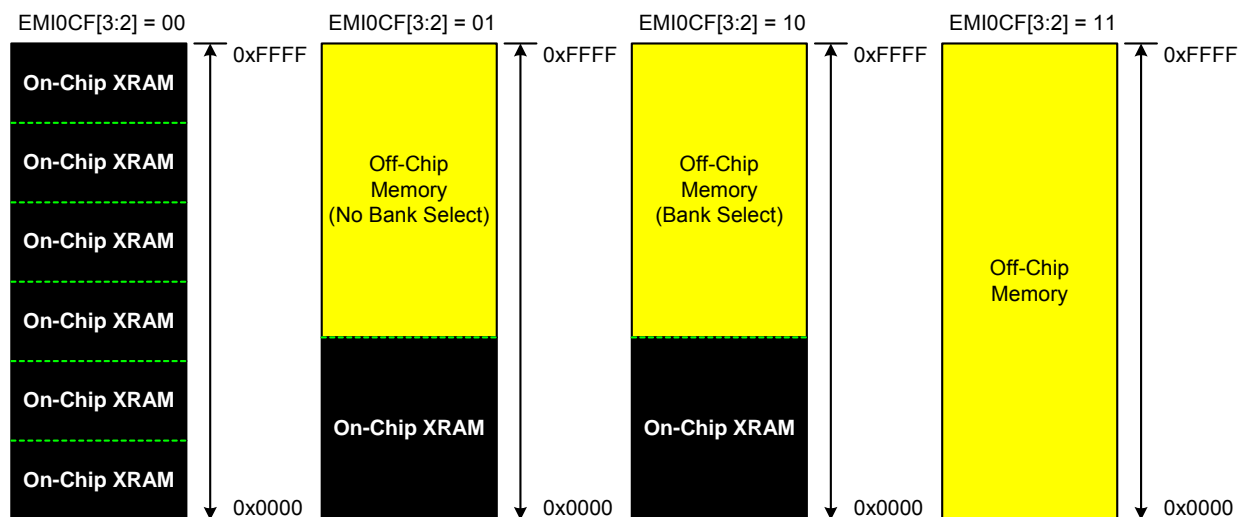 EMI0CF[3:2] = 00
0xFFFF
On-Chip XRAM
On-Chip XRAM
On-Chip XRAM
On-Chip XRAM
On-Chip XRAM
On-Chip XRAM
0x0000
EMI0CF[3:2] = 01
0xFFFF
Off-Chip
Memory
(No Bank Select)
On-Chip XRAM
0x0000
EMI0CF[3:2] = 10
0xFFFF
Off-Chip
Memory
(Bank Select)
On-Chip XRAM
0x0000
EMI0CF[3:2] = 11
0xFFFF
Off-Chip
Memory
0x0000